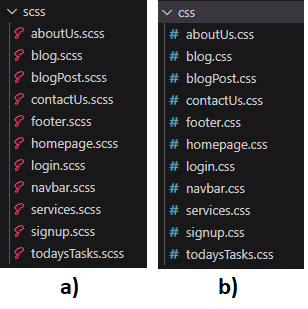 scss
aboutUs.scss
blog.scss
blogPost.scss
contactUs.scss
footer.scss
homepage.scss
login.scss
navbar.scss
services.scss
signup.scss
todaysTasks.scss
a)
css
# aboutUs.css
# blog.css
# blogPost.css
# contactUs.css
# footer.css
# homepage.css
# login.css
# navbar.css
# services.css
# signup.css
# todaysTasks.css
b)